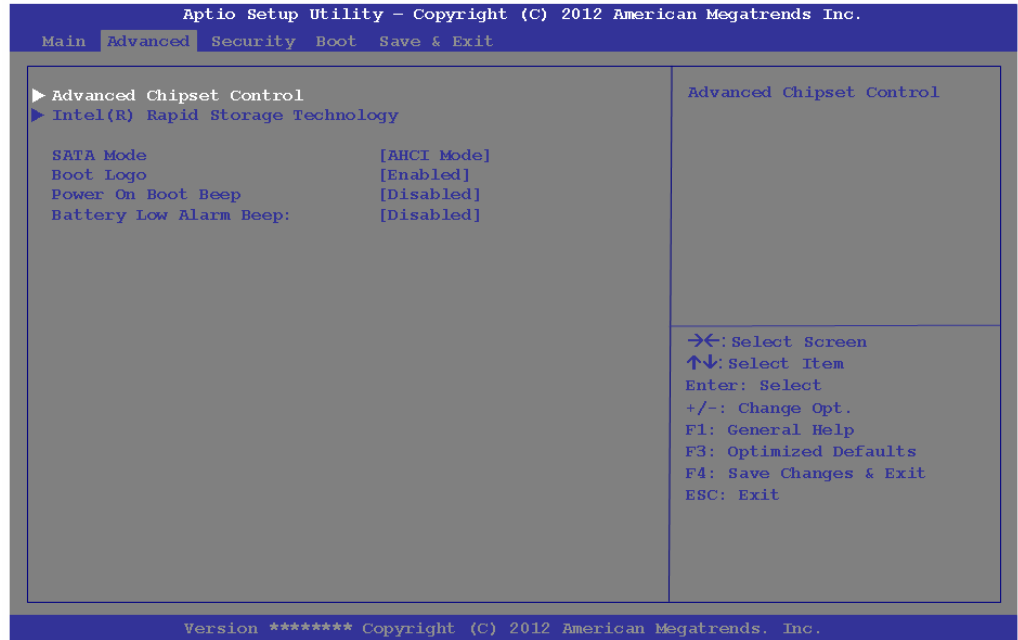 Aptio Setup Utility – Copyright (C) 2012 American Megatrends Inc.
Main Advanced Security Boot Save & Exit
▶ Advanced Chipset Control
▶ Intel(R) Rapid Storage Technology
SATA Mode [AHCI Mode]
Boot Logo [Enabled]
Power On Boot Beep [Disabled]
Battery Low Alarm Beep: [Disabled]
Advanced Chipset Control
→←: Select Screen
↑↓: Select Item
Enter: Select
+/-: Change Opt.
F1: General Help
F3: Optimized Defaults
F4: Save Changes & Exit
ESC: Exit
Version ******** Copyright (C) 2012 American Megatrends. Inc.